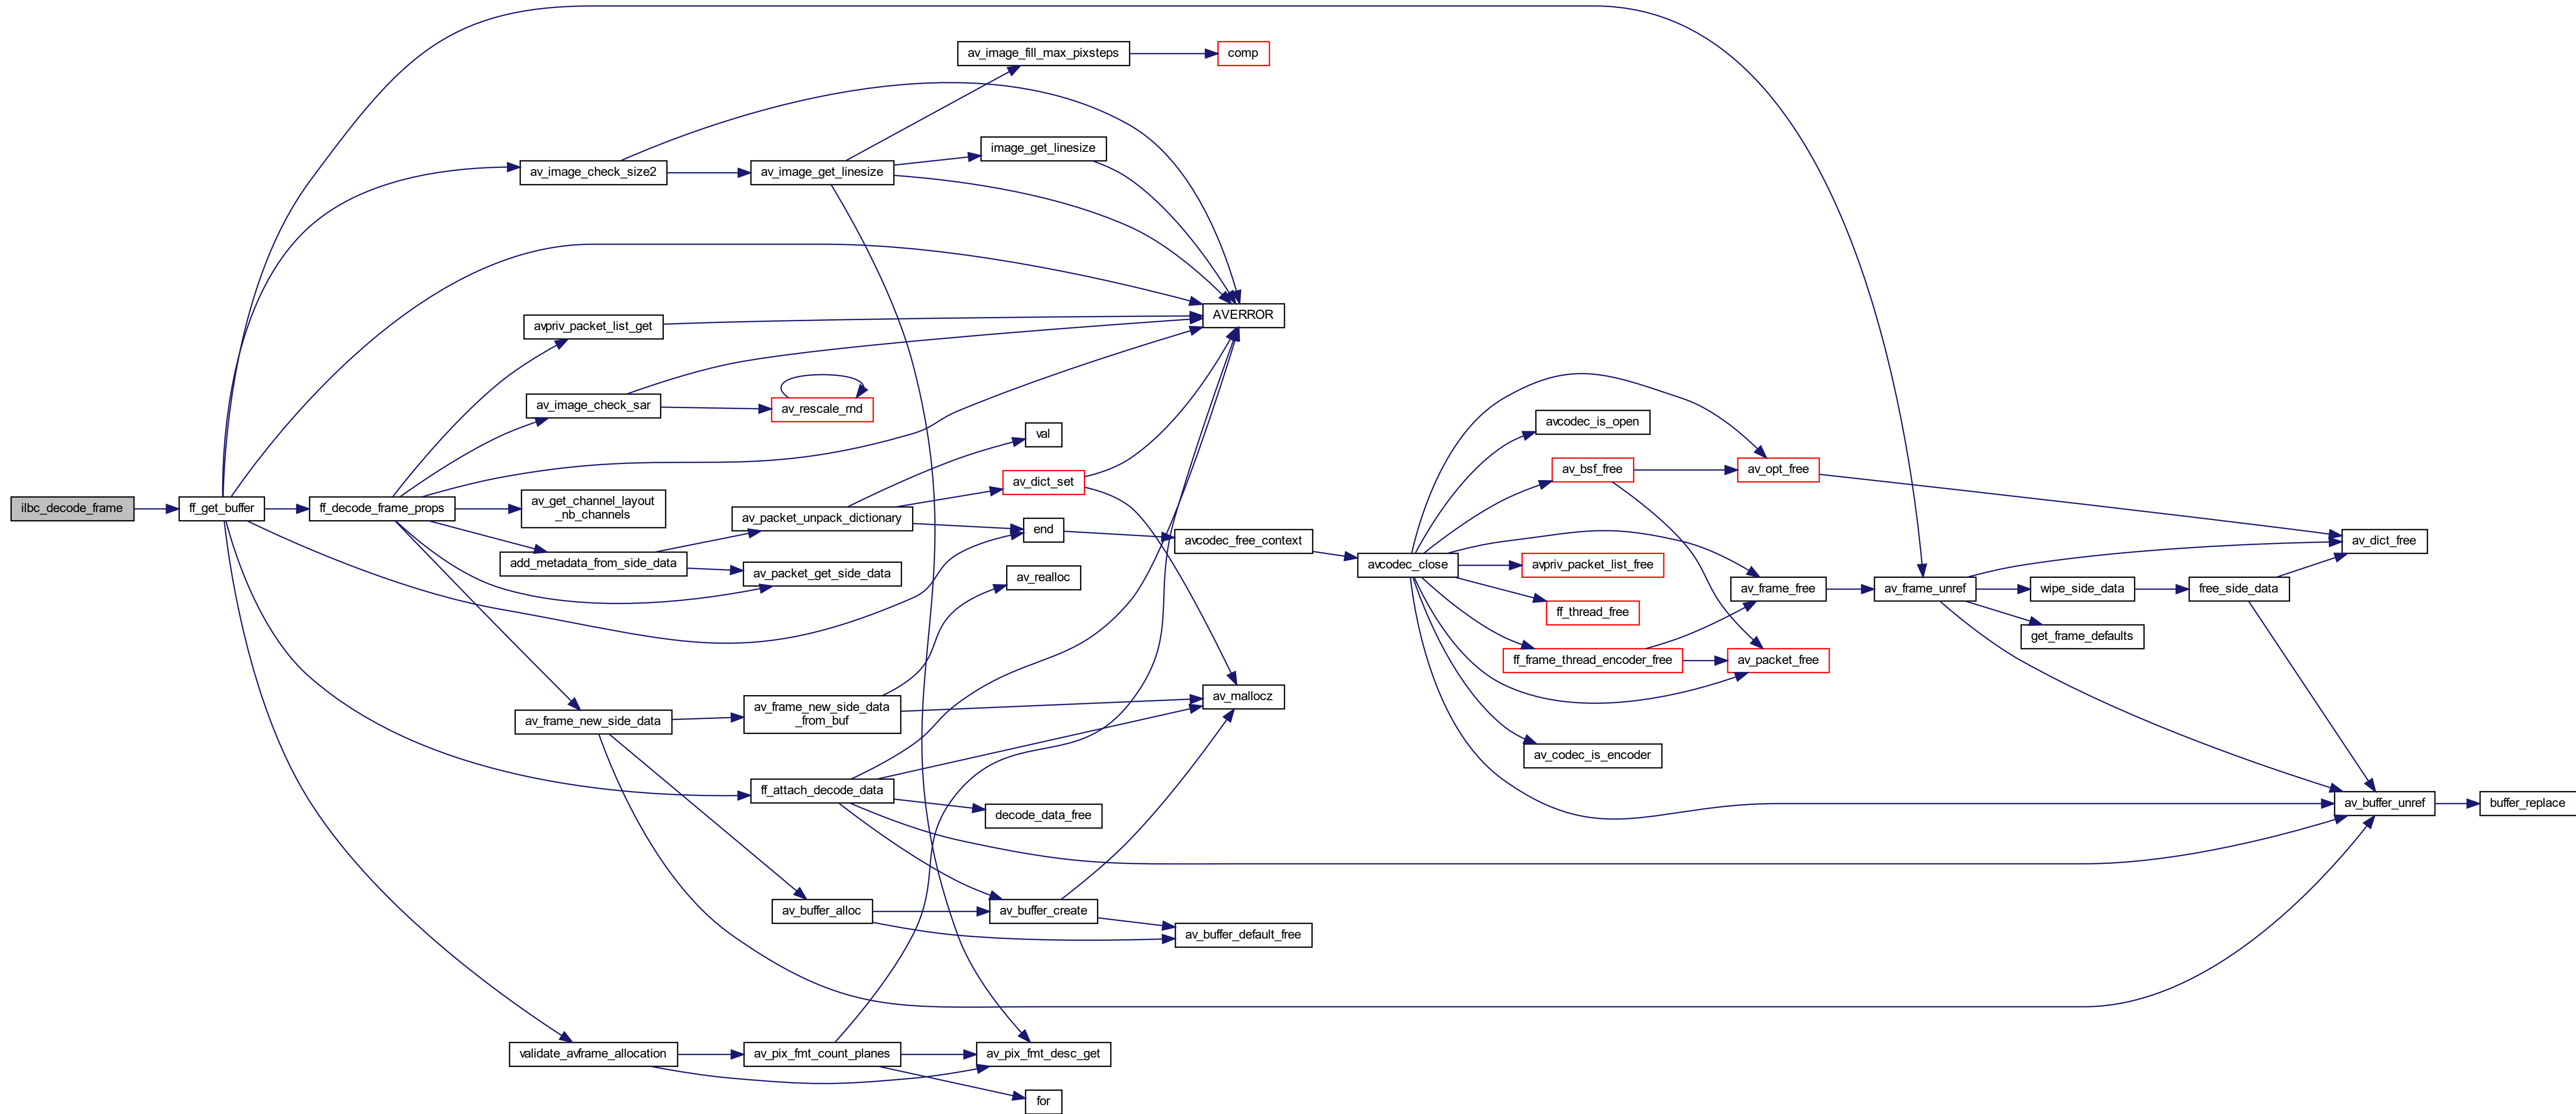 av_image_fill_max_pixsteps
comp
image_get_linesize
av_image_check_size2
av_image_get_linesize
AVERROR
avpriv_packet_list_get
av_image_check_sar
av_rescale_rnd
avcodec_is_open
val
av_bsf_free
av_opt_free
av_dict_set
ilbc_decode_frame
ff_get_buffer
ff_decode_frame_props
av_get_channel_layout
_nb_channels
av_packet_unpack_dictionary
end
avcodec_free_context
av_dict_free
add_metadata_from_side_data
av_packet_get_side_data
avcodec_close
avpriv_packet_list_free
av_realloc
av_frame_free
av_frame_unref
wipe_side_data
free_side_data
ff_thread_free
get_frame_defaults
ff_frame_thread_encoder_free
av_packet_free
av_mallocz
av_frame_new_side_data
av_frame_new_side_data
_from_buf
av_codec_is_encoder
ff_attach_decode_data
decode_data_free
av_buffer_unref
buffer_replace
av_buffer_alloc
av_buffer_create
av_buffer_default_free
validate_avframe_allocation
av_pix_fmt_count_planes
av_pix_fmt_desc_get
for